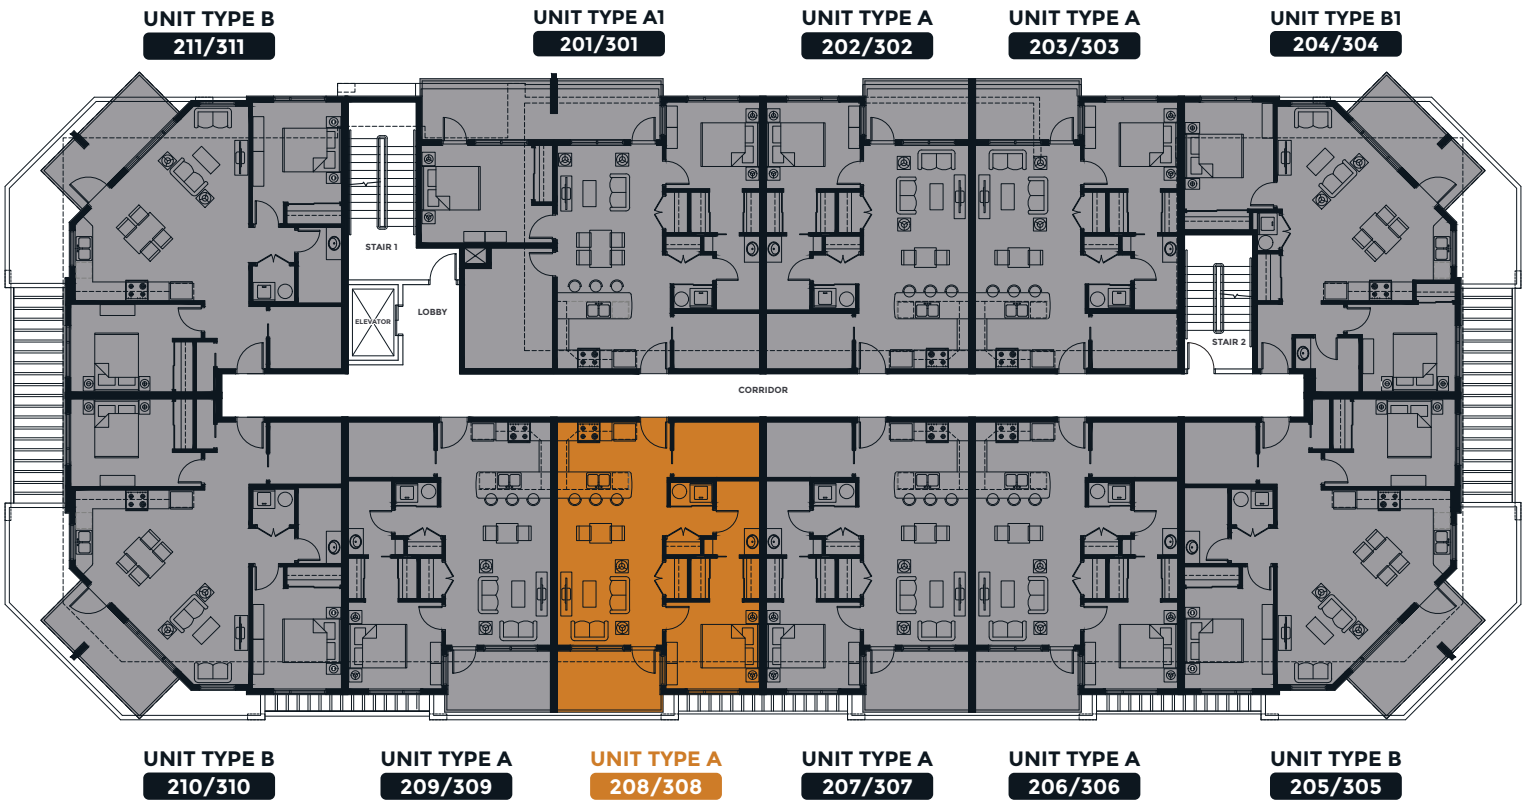 UNIT TYPE B
211/311
UNIT TYPE A1
201/301
UNIT TYPE A
202/302
UNIT TYPE A
203/303
UNIT TYPE B1
204/304
STAIR 1
LOBBY
ELEVATOR
STAIR 2
CORRIDOR
UNIT TYPE B
210/310
UNIT TYPE A
209/309
UNIT TYPE A
208/308
UNIT TYPE A
207/307
UNIT TYPE A
206/306
UNIT TYPE B
205/305